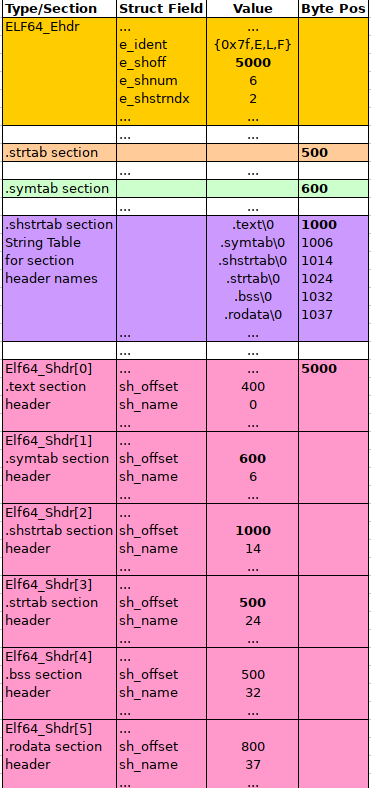 Type/Section Struct Field Value Byte Pos
ELF64_Ehdr ... ...
e_ident {0x7f,E,L,F}
e_shoff 5000
e_shnum 6
e_shstrndx 2
... ...
... ...
.strtab section 500
... ...
.symtab section 600
... ...
.shstrtab section .text\0 1000
String Table .symtab\0 1006
for section .shstrtab\0 1014
header names .strtab\0 1024
.bss\0 1032
.rodata\0 1037
... ...
... ...
Elf64_Shdr[0] ... ... 5000
.text section sh_offset 400
header sh_name 0
... ...
Elf64_Shdr[1] ...
.symtab section sh_offset 600
header sh_name 6
... ...
Elf64_Shdr[2] ...
.shstrtab section sh_offset 1000
header sh_name 14
... ...
Elf64_Shdr[3] ...
.strtab section sh_offset 500
header sh_name 24
... ...
Elf64_Shdr[4] ...
.bss section sh_offset 500
header sh_name 32
... ...
Elf64_Shdr[5] ...
.rodata section sh_offset 800
header sh_name 37
... ...